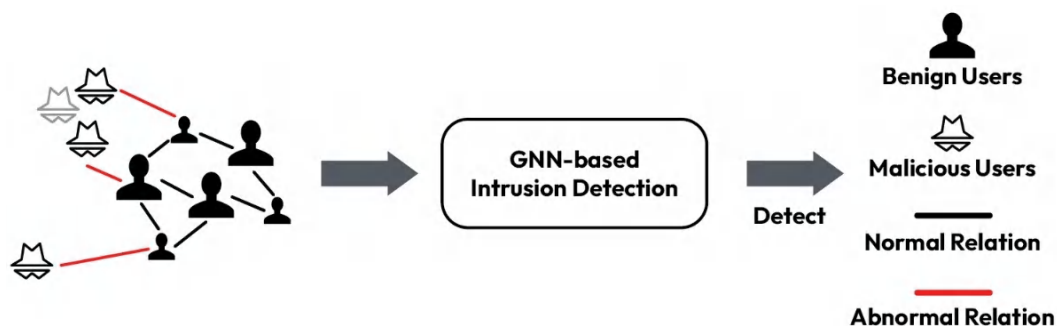 GNN-based
Intrusion Detection
Detect
Benign Users
Malicious Users
Normal Relation
Abnormal Relation